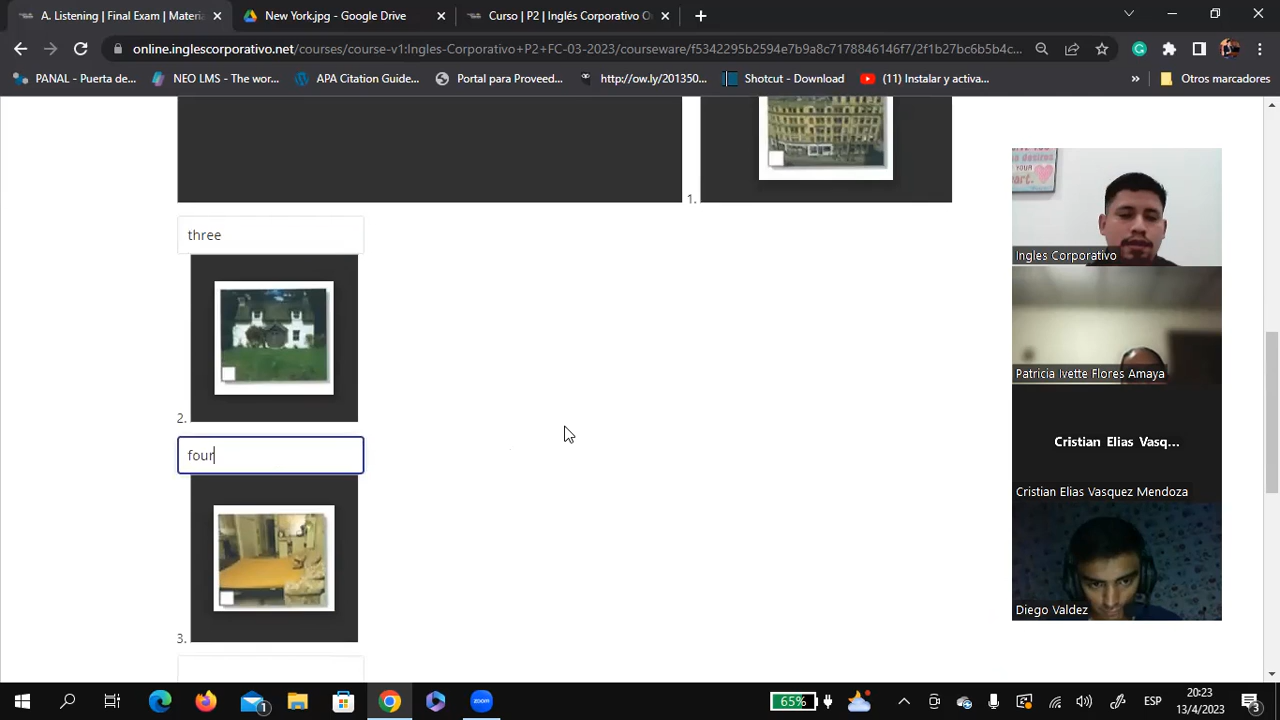 A. Listening | Final Exam | Materi
New York.jpg - Google Drive
Curso | P2 | Inglés Corporativo O
online.inglescorporativo.net/courses/course-v1:Ingles-Corporativo+P2+FC-03-2023/courseware/f5342295b2594e7b9a8c7178846146f7/2f1b27bc6b5b4c...
PANAL - Puerta de...
NEO LMS - The wor...
APA Citation Guide...
Portal para Proveed...
http://ow.ly/201350...
Shotcut - Download
(11) Instalar y activa...
»
Otros marcadores
1.
three
2.
four
3.
Ingles Corporativo
Patricia Ivette Flores Amaya
Cristian Elias Vasq...
Cristian Elias Vasquez Mendoza
Diego Valdez
1
zoom
65%
ESP
20:23
13/4/2023
3